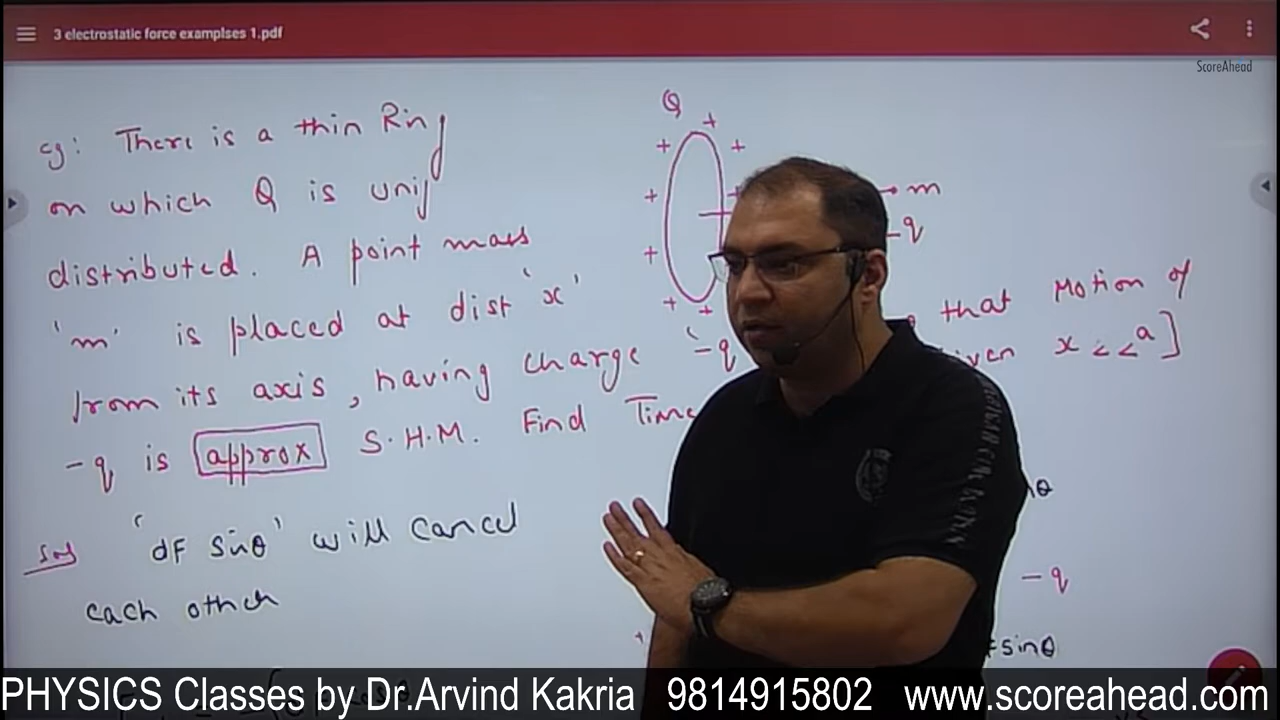 3 electrostatic force examplses 1.pdf
ScoreAhead
eg: There is a thin Ring
on which Q is unif
distributed. A point mass
'm' is placed at dist 'x'
from its axis, having charge '-q
-q is approx S.H.M. Find Time
Q
m
-q
that Motion of
x << a]
Sol 'dF sinθ' will cancel
each other
θ
-q
sinθ
PHYSICS Classes by Dr.Arvind Kakria 9814915802 www.scoreahead.com